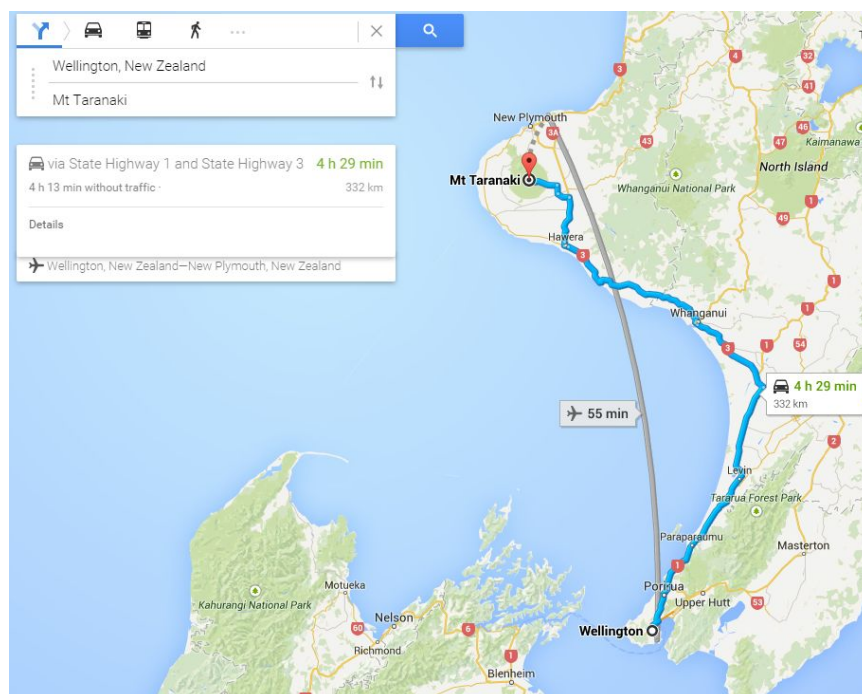 Wellington, New Zealand
Mt Taranaki
via State Highway 1 and State Highway 3 4 h 29 min
4 h 13 min without traffic · 332 km
Details
Wellington, New Zealand—New Plymouth, New Zealand
3
4
32
1
41
New Plymouth
3A
43
46
47
Kaimanawa
Mt Taranaki
North Island
Whanganui National Park
1
49
Hawera
3
1
Whanganui
1
1
54
3
4 h 29 min
332 km
55 min
2
Levin
Tararua Forest Park
Paraparaumu
Masterton
1
Porirua
Upper Hutt
53
Wellington
Motueka
Kahurangi National Park
Nelson
60
6
Richmond
1
Blenheim